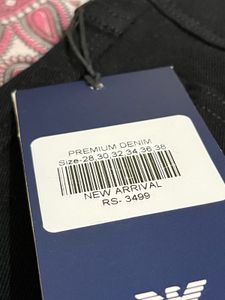 PREMIUM DENIM
Size-28,30,32,34,36,38
NEW ARRIVAL
RS- 3499